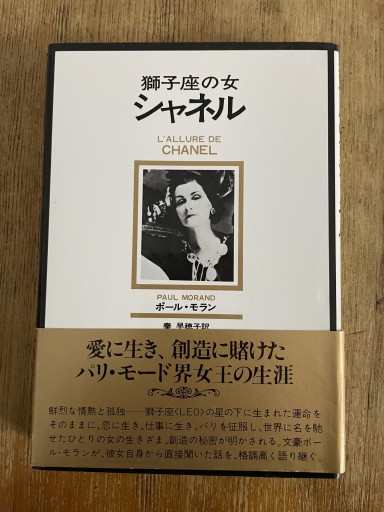 獅子座の女
シャネル
L'ALLURE DE
CHANEL
PAUL MORAND
ポール・モラン
秦 早穂子訳
愛に生き、創造に賭けた
パリ・モード界女王の生涯
鮮烈な情熱と孤独──獅子座〈LEO〉の星の下に生まれた運命を
そのままに、恋に生き、仕事に生き、パリを征服し、世界に名を馳
せたひとりの女の生きざま、創造の秘密が明かされる。文豪ポー
ル・モランが、彼女自身から直接聞いた話を、格調高く語り継ぐ。